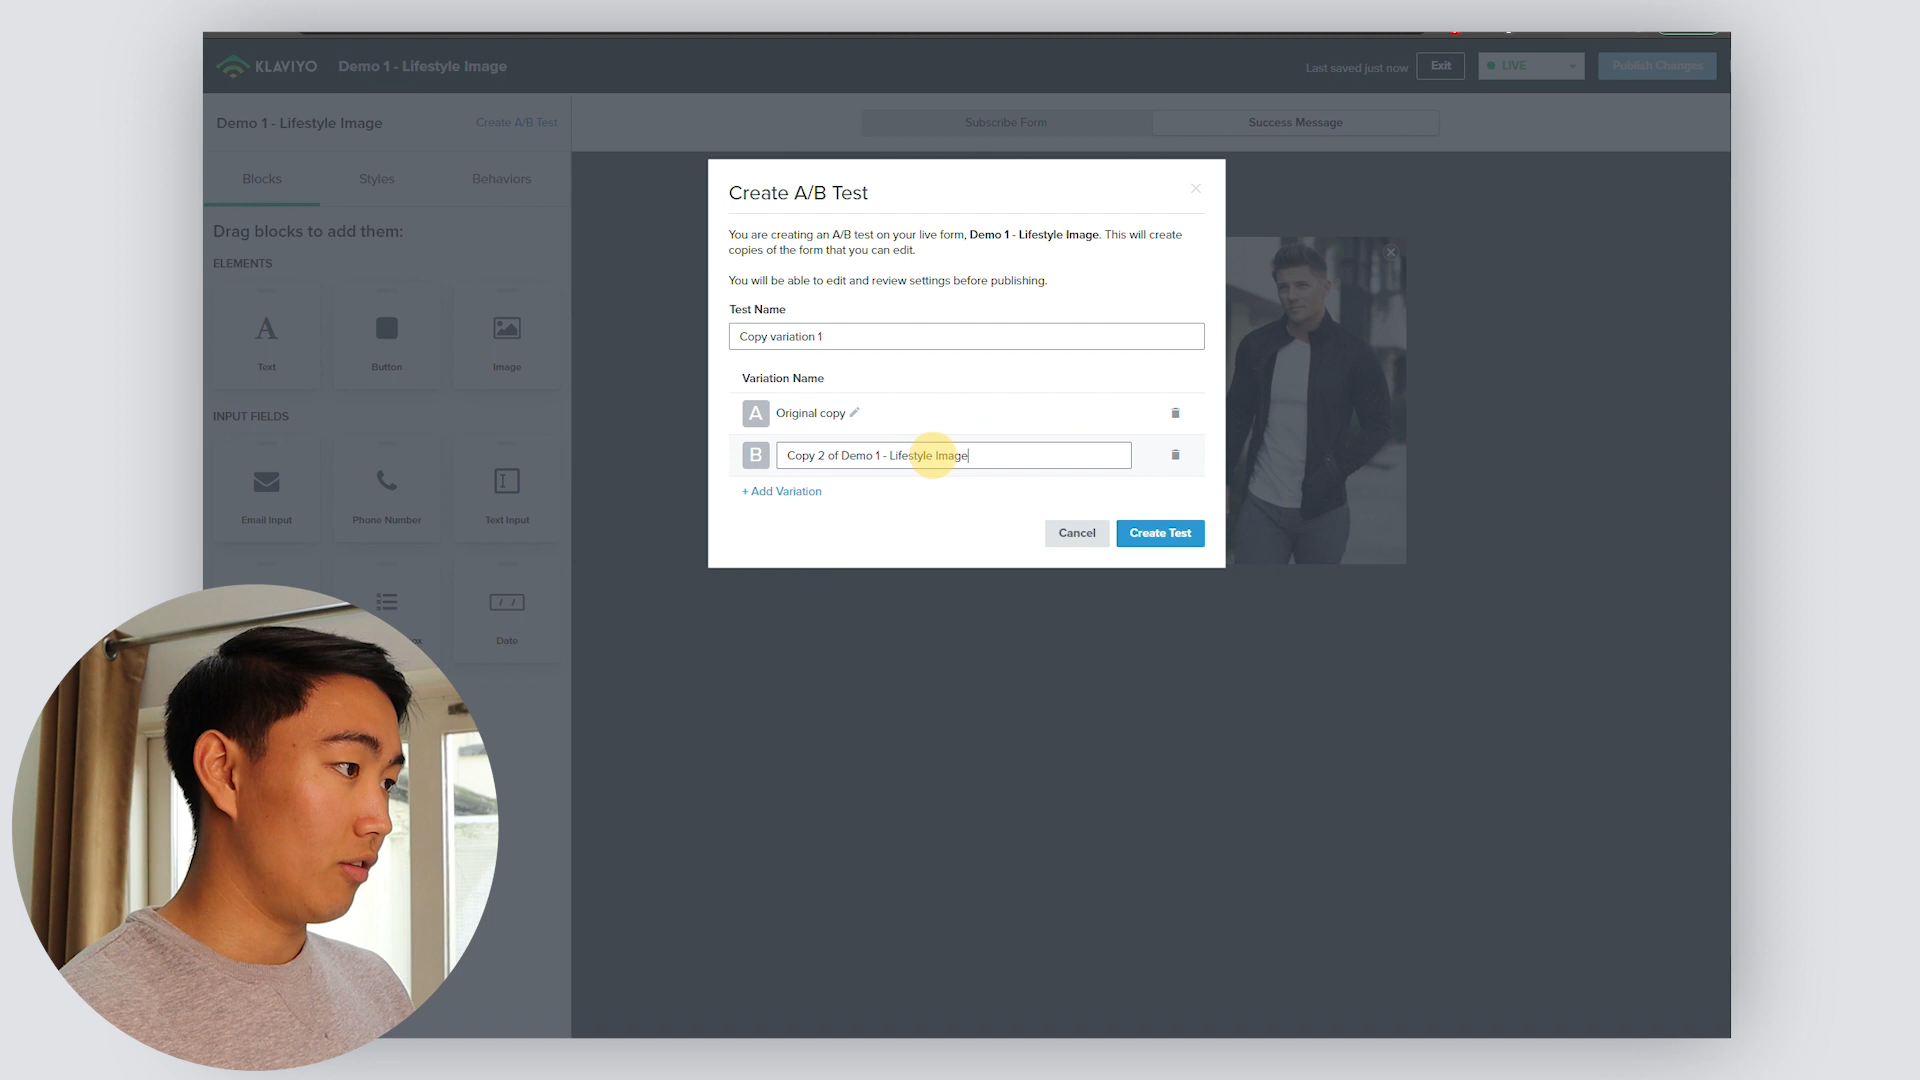 KLAVIYO
Demo 1 - Lifestyle Image
Last saved just now
Exit
LIVE
Publish Changes
Demo 1 - Lifestyle Image
Create A/B Test
Subscribe Form
Success Message
Blocks
Styles
Behaviors
Drag blocks to add them:
ELEMENTS
A
Text
Button
Image
INPUT FIELDS
Email Input
Phone Number
Text Input
Date
Create A/B Test
You are creating an A/B test on your live form, Demo 1 - Lifestyle Image. This will create
copies of the form that you can edit.
You will be able to edit and review settings before publishing.
Test Name
Copy variation 1
Variation Name
A Original copy
B Copy 2 of Demo 1 - Lifestyle Image
+ Add Variation
Cancel
Create Test